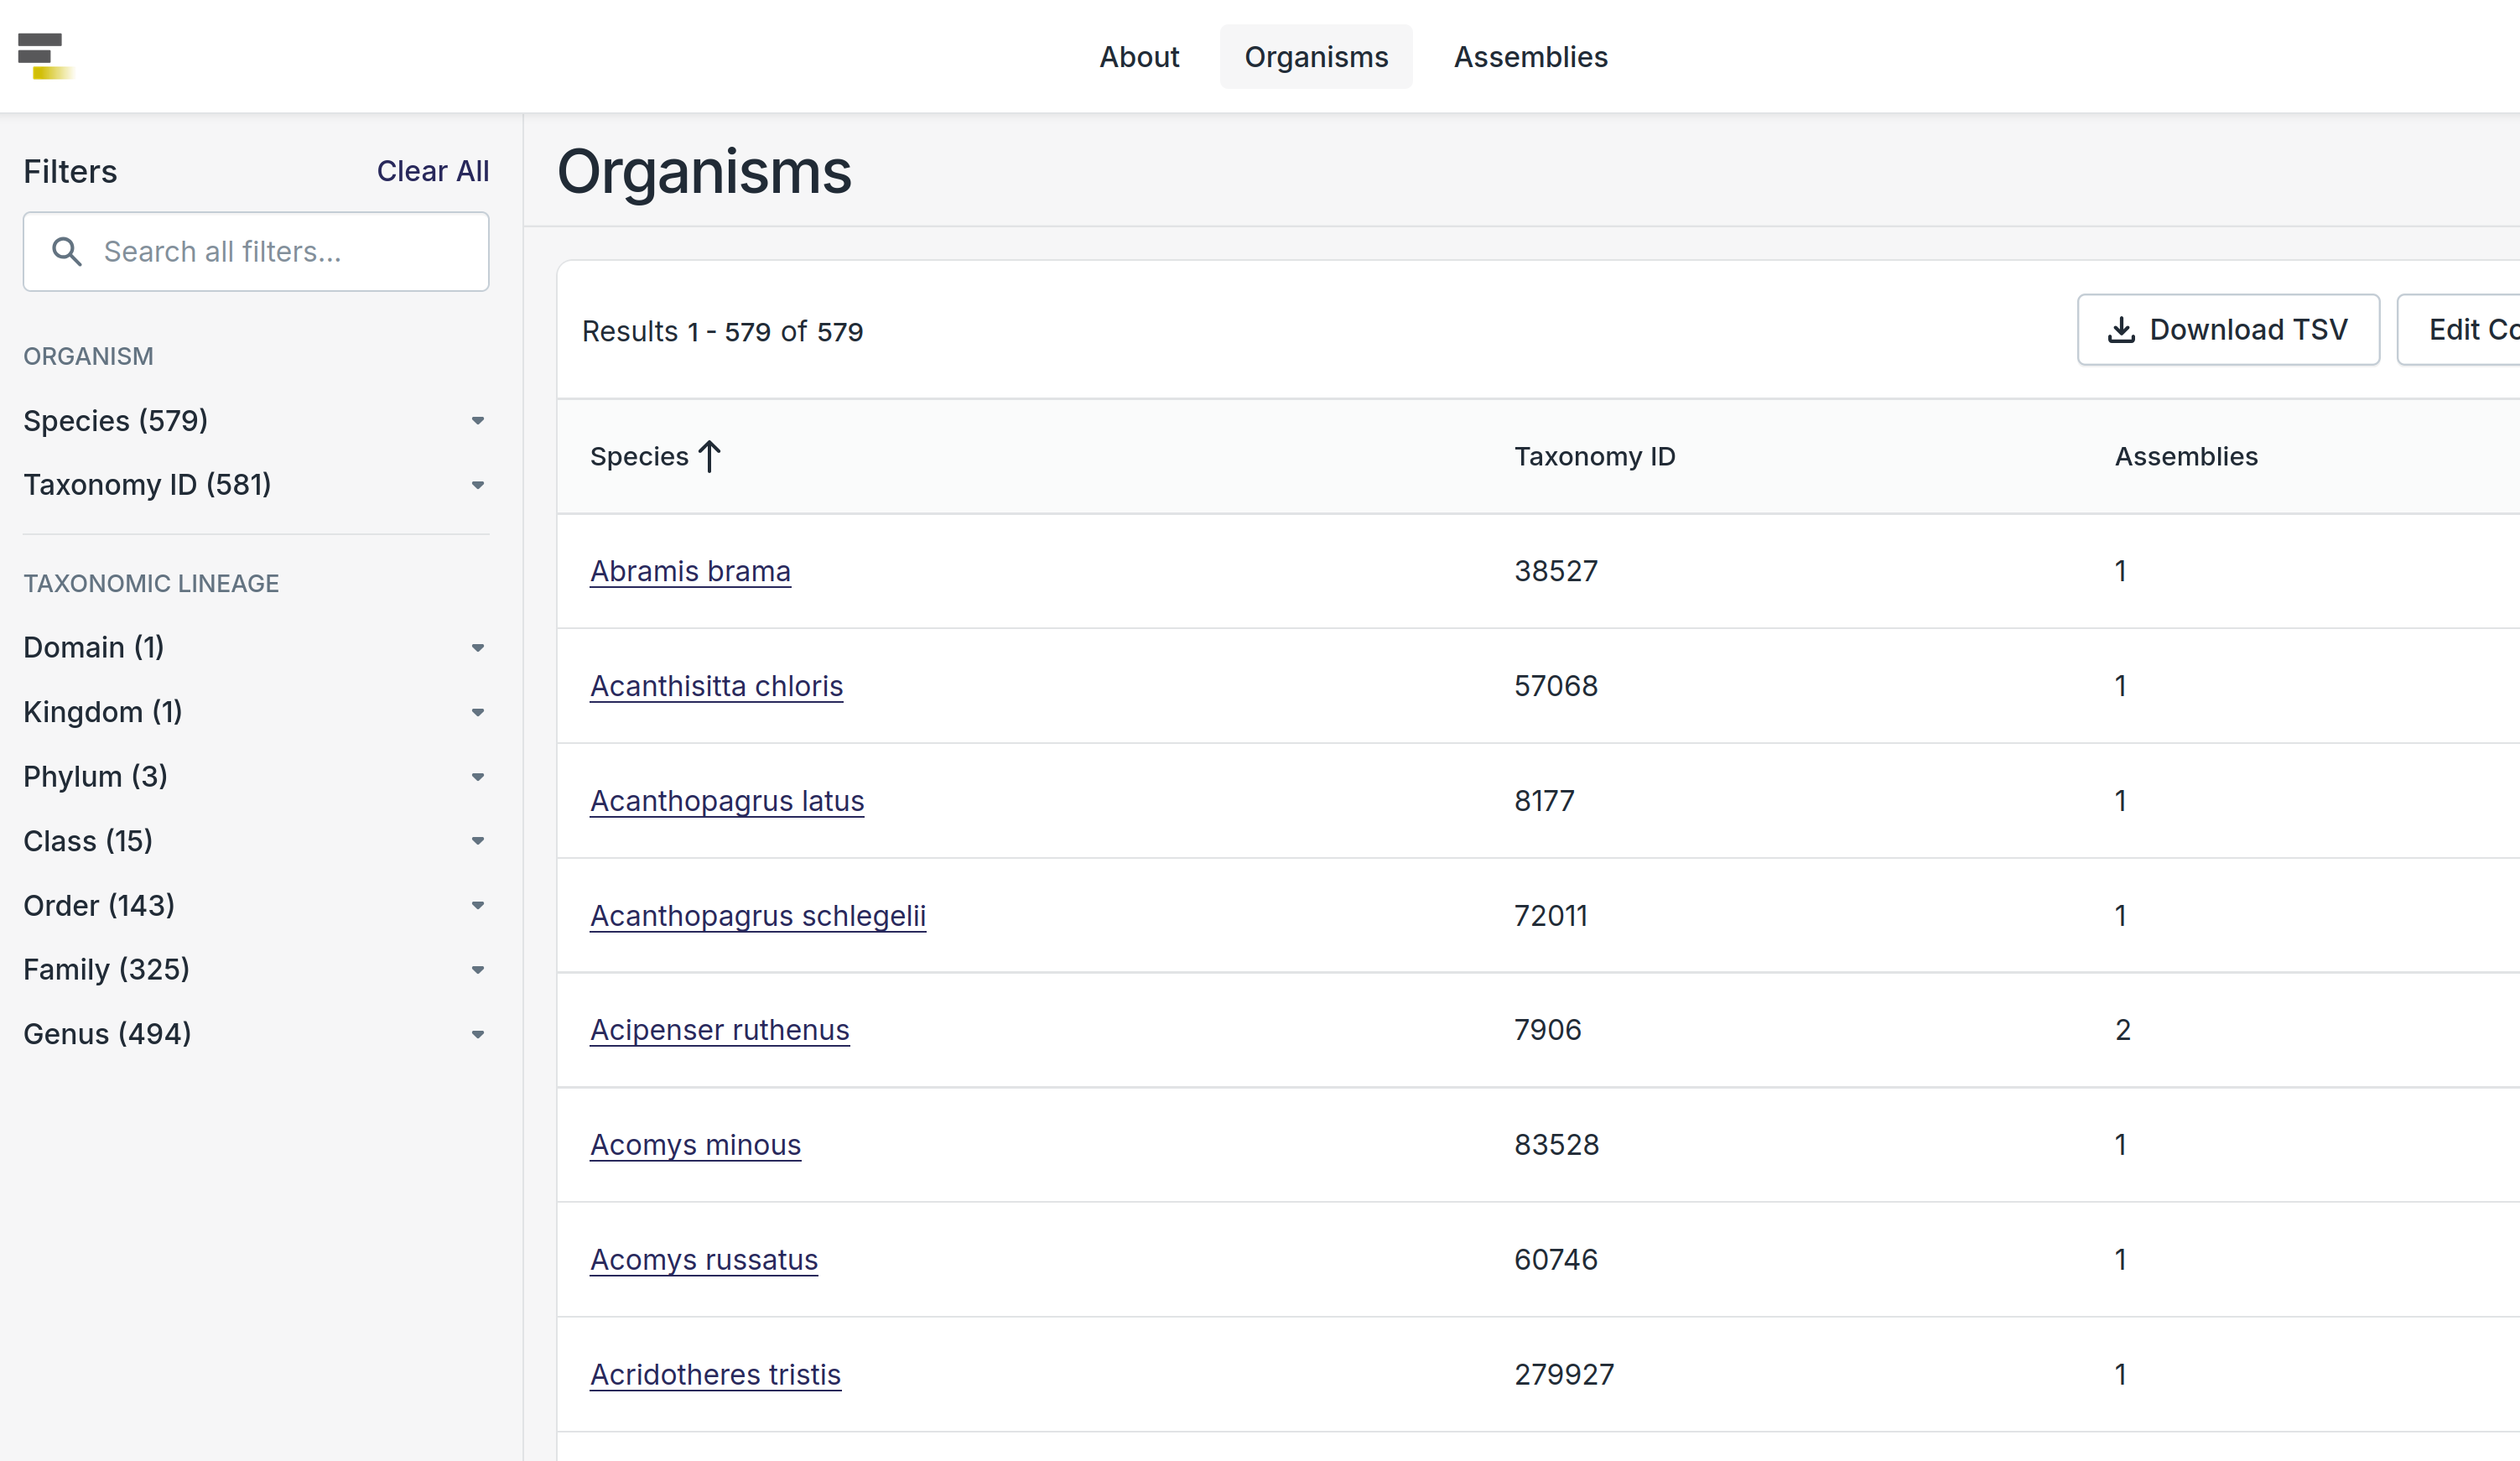 About Organisms Assemblies
Filters Clear All
Search all filters...
ORGANISM
Species (579)
Taxonomy ID (581)
TAXONOMIC LINEAGE
Domain (1)
Kingdom (1)
Phylum (3)
Class (15)
Order (143)
Family (325)
Genus (494)
Organisms
Results 1 - 579 of 579
Download TSV
Edit Co
Species Taxonomy ID Assemblies
Abramis brama 38527 1
Acanthisitta chloris 57068 1
Acanthopagrus latus 8177 1
Acanthopagrus schlegelii 72011 1
Acipenser ruthenus 7906 2
Acomys minous 83528 1
Acomys russatus 60746 1
Acridotheres tristis 279927 1